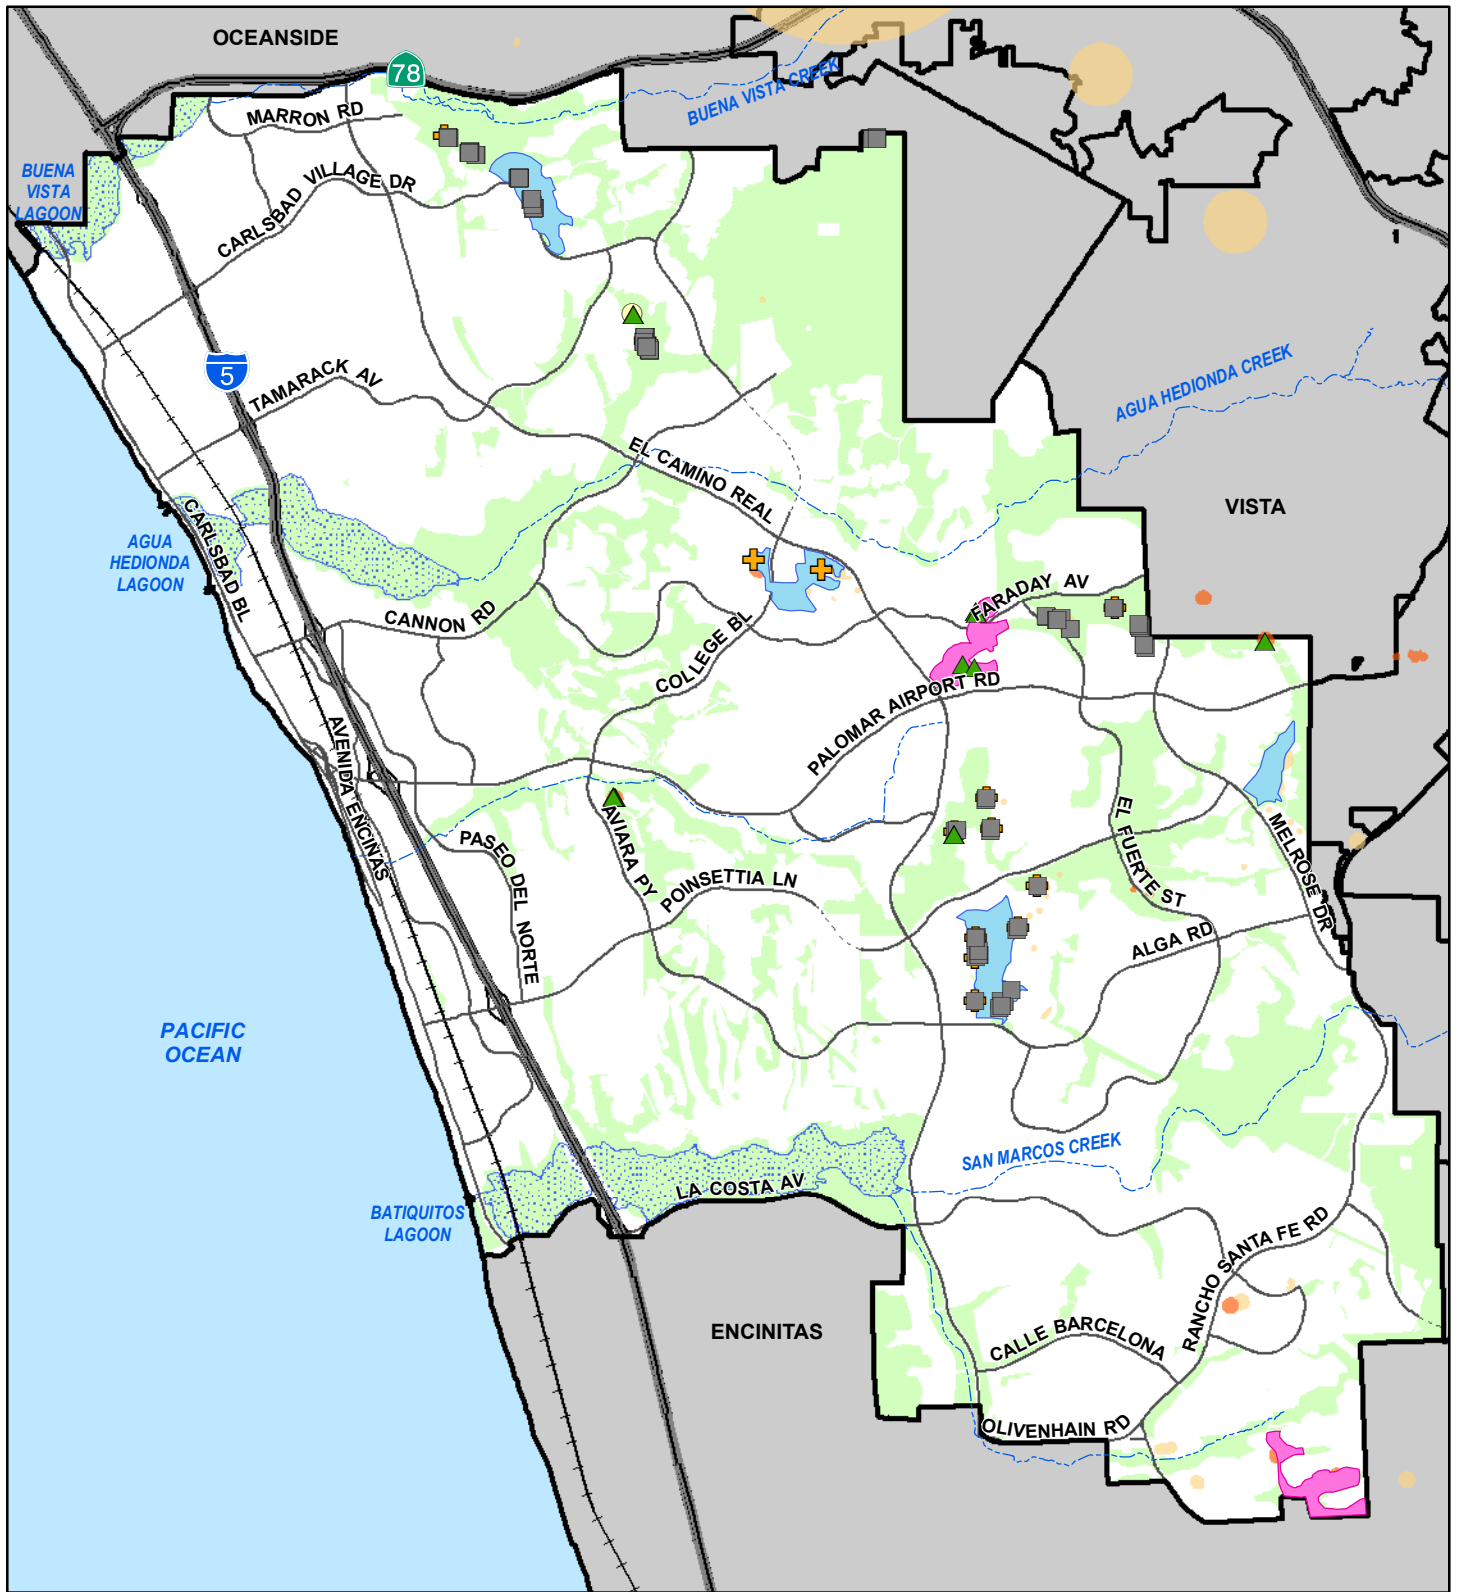 OCEANSIDE
78
BUENA VISTA CREEK
MARRON RD
BUENA
VISTA
LAGOON
CARLSBAD VILLAGE DR
5
TAMARACK AV
AGUA HEDIONDA CREEK
EL CAMINO REAL
VISTA
CARLSBAD BL
AGUA
HEDIONDA
LAGOON
FARADAY AV
CANNON RD
COLLEGE BL
PALOMAR AIRPORT RD
AVENIDA ENCINAS
AVIARA PY
PASEO DEL NORTE
POINSETTIA LN
EL FUERTE ST
MELROSE DR
ALGA RD
PACIFIC
OCEAN
SAN MARCOS CREEK
LA COSTA AV
BATIQUITOS
LAGOON
RANCHO SANTA FE RD
ENCINITAS
CALLE BARCELONA
OLIVENHAIN RD